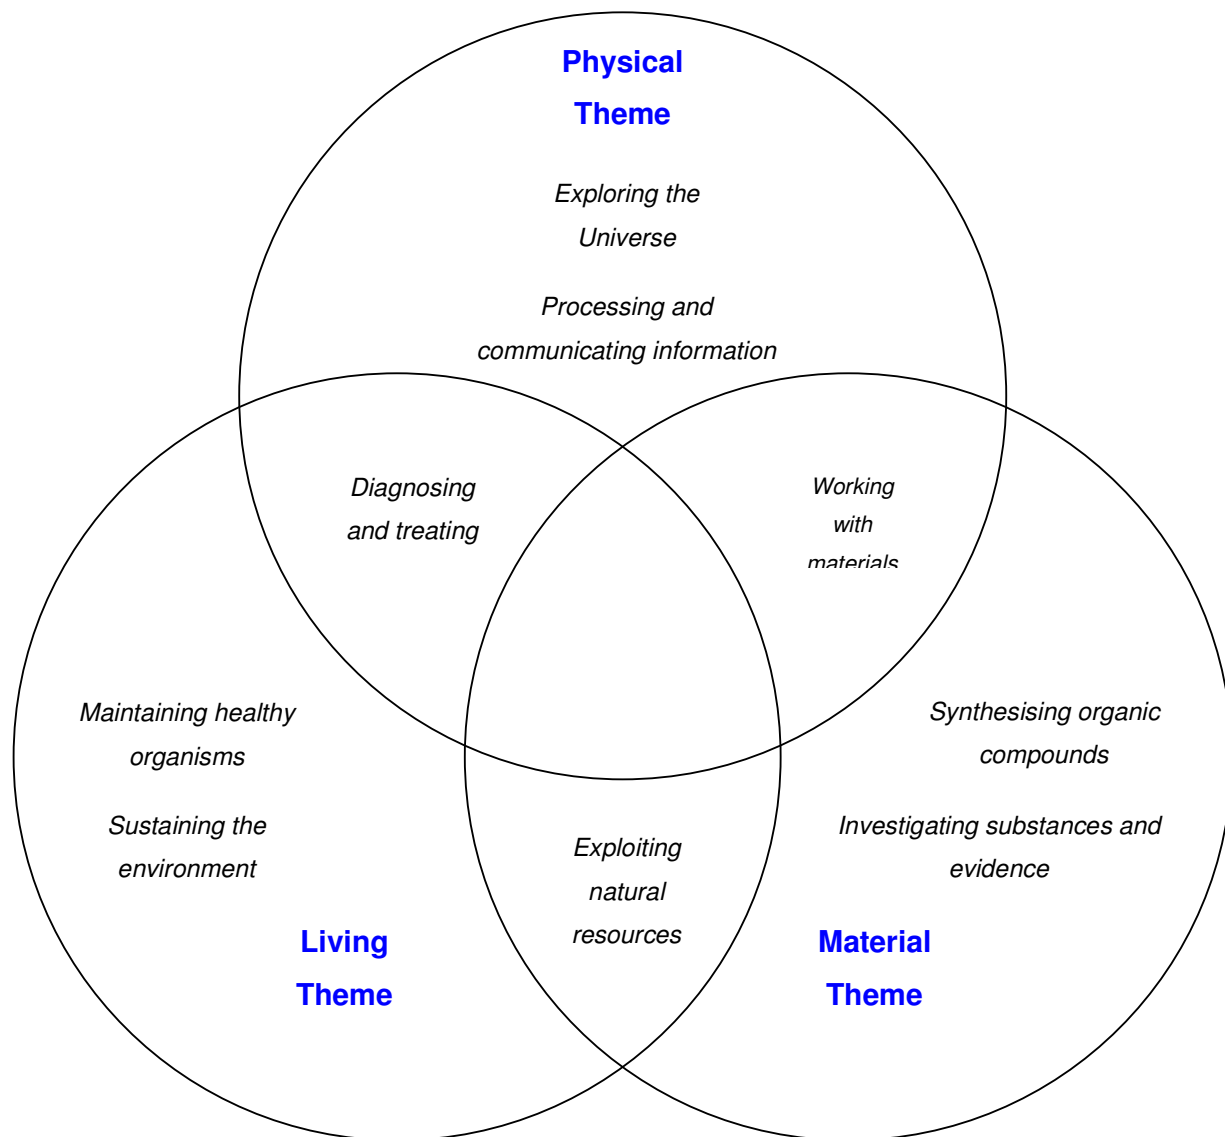 Physical
Theme
Exploring the
Universe
Processing and
communicating information
Diagnosing
and treating
Working
with
materials
Maintaining healthy
organisms
Sustaining the
environment
Synthesising organic
compounds
Investigating substances and
evidence
Exploiting
natural
resources
Living
Theme
Material
Theme